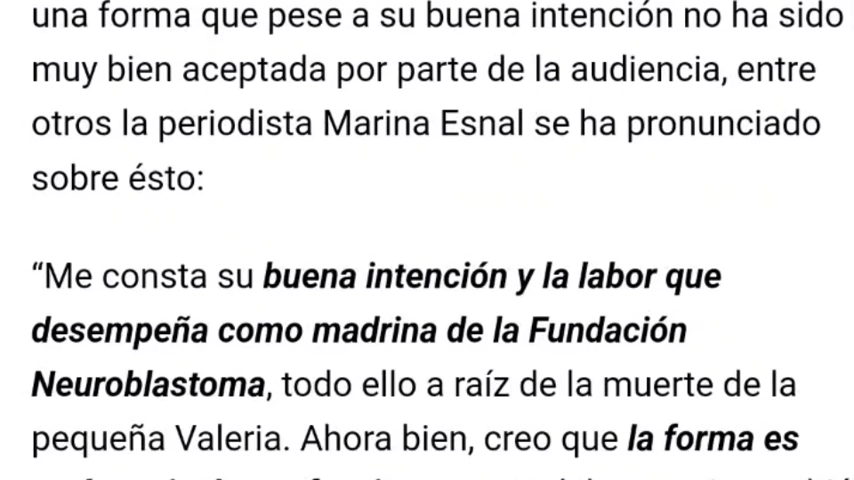 una forma que pese a su buena intención no ha sido
muy bien aceptada por parte de la audiencia, entre
otros la periodista Marina Esnal se ha pronunciado
sobre ésto:
“Me consta su buena intención y la labor que
desempeña como madrina de la Fundación
Neuroblastoma, todo ello a raíz de la muerte de la
pequeña Valeria. Ahora bien, creo que la forma es